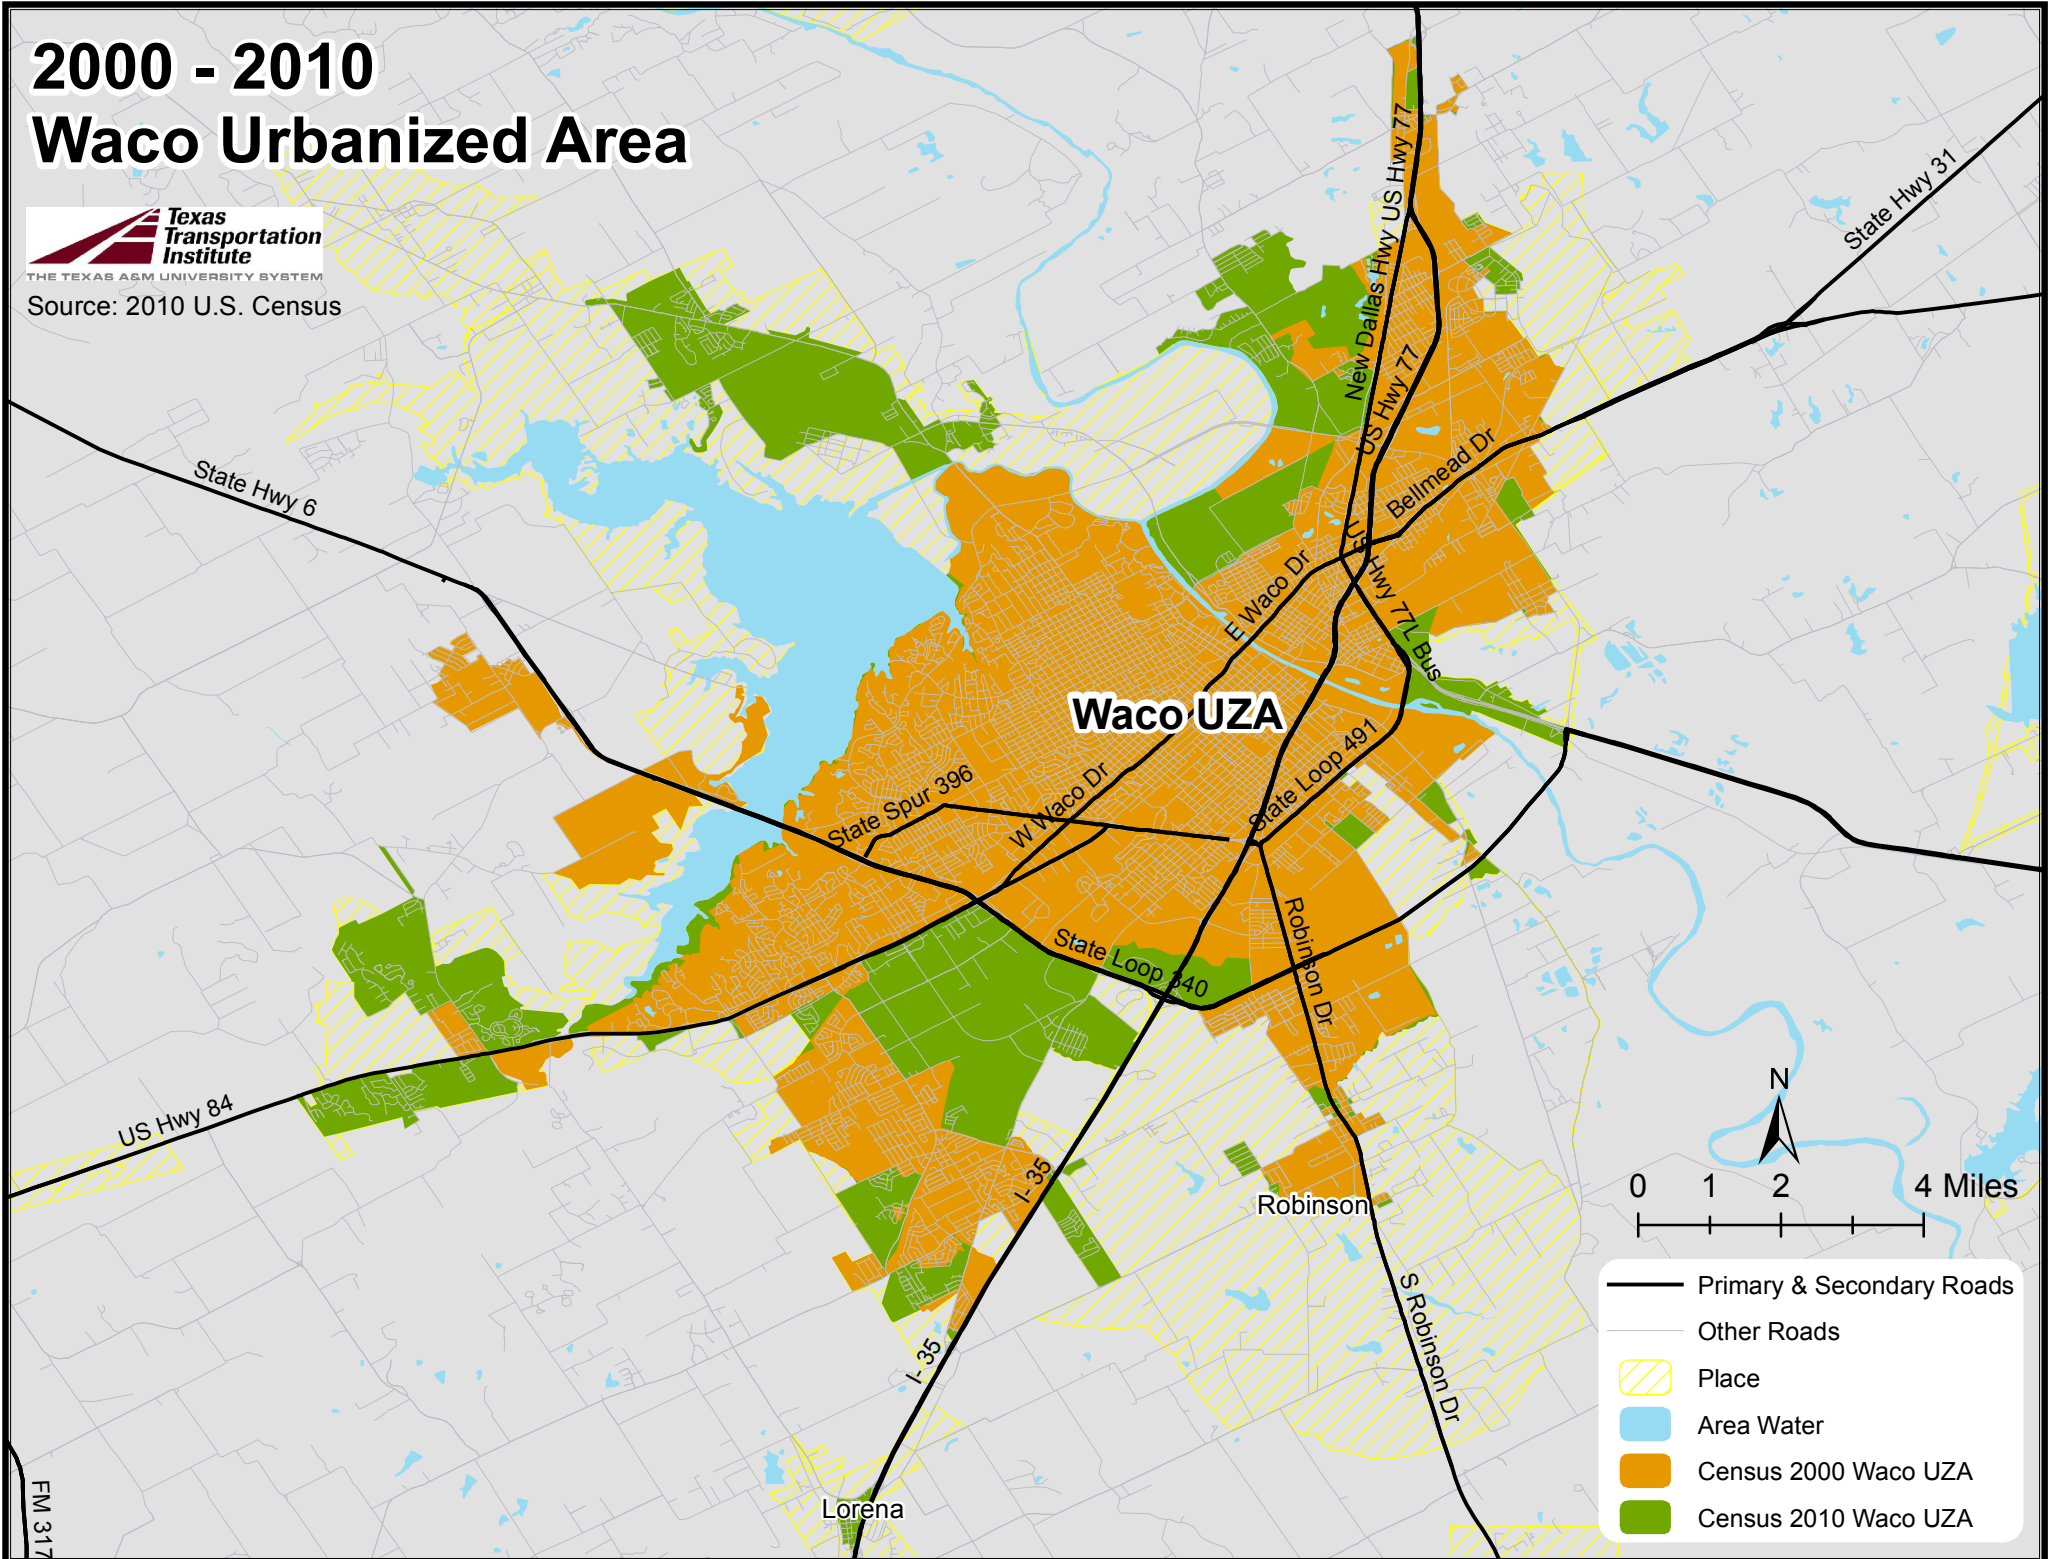 2000 - 2010
Waco Urbanized Area
Texas
Transportation
Institute
THE TEXAS A&M UNIVERSITY SYSTEM
Source: 2010 U.S. Census
New Dallas Hwy US Hwy 77
State Hwy 31
US Hwy 77
Bellmead Dr
State Hwy 6
US Hwy 77L Bus
E Waco Dr
Waco UZA
State Loop 491
State Spur 396
W Waco Dr
Robinson Dr
State Loop 340
US Hwy 84
I- 35
Robinson
S Robinson Dr
I- 35
Lorena
FM 317
N
0 1 2 4 Miles
Primary & Secondary Roads
Other Roads
Place
Area Water
Census 2000 Waco UZA
Census 2010 Waco UZA